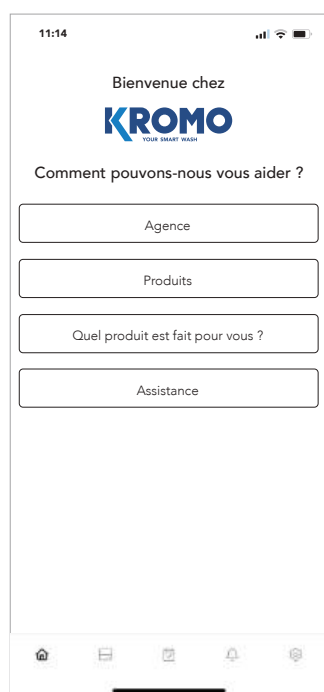 11:14
Bienvenue chez
KROMO
YOUR SMART WASH
Comment pouvons-nous vous aider ?
Agence
Produits
Quel produit est fait pour vous ?
Assistance